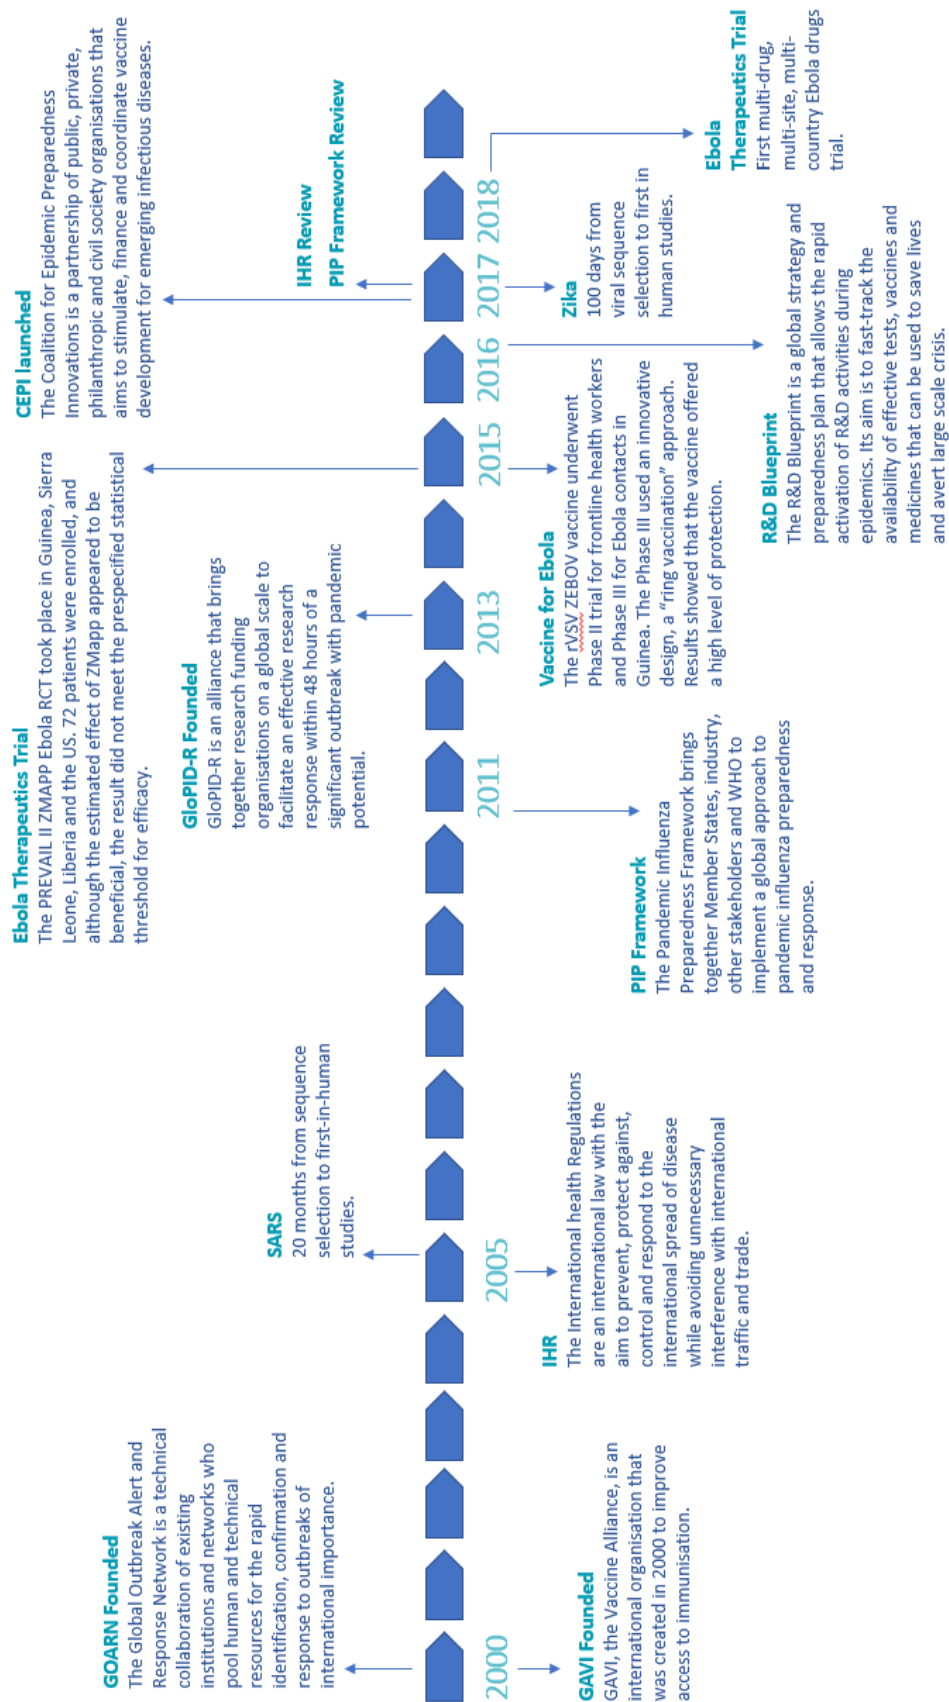 GOARN Founded
The Global Outbreak Alert and
Response Network is a technical
collaboration of existing
institutions and networks who
pool human and technical
resources for the rapid
identification, confirmation and
response to outbreaks of
international importance.
SARS
20 months from sequence
selection to first-in-human
studies.
Ebola Therapeutics Trial
The PREVAIL II ZMAPP Ebola RCT took place in Guinea, Sierra
Leone, Liberia and the US. 72 patients were enrolled, and
although the estimated effect of ZMapp appeared to be
beneficial, the result did not meet the prespecified statistical
threshold for efficacy.
GloPID-R Founded
GloPID-R is an alliance that brings
together research funding
organisations on a global scale to
facilitate an effective research
response within 48 hours of a
significant outbreak with pandemic
potential.
CEPI launched
The Coalition for Epidemic Preparedness
Innovations is a partnership of public, private,
philanthropic and civil society organisations that
aims to stimulate, finance and coordinate vaccine
development for emerging infectious diseases.
IHR Review
PIP Framework Review
2000
2005
2011
2013
2015
2016
2017
2018
GAVI Founded
GAVI, the Vaccine Alliance, is an
international organisation that
was created in 2000 to improve
access to immunisation.
IHR
The International health Regulations
are an international law with the
aim to prevent, protect against,
control and respond to the
international spread of disease
while avoiding unnecessary
interference with international
traffic and trade.
PIP Framework
The Pandemic Influenza
Preparedness Framework brings
together Member States, industry,
other stakeholders and WHO to
implement a global approach to
pandemic influenza preparedness
and response.
Vaccine for Ebola
The rVSV ZEBOV vaccine underwent
Phase II trial for frontline health workers
and Phase III for Ebola contacts in
Guinea. The Phase III used an innovative
design, a "ring vaccination" approach.
Results showed that the vaccine offered
a high level of protection.
R&D Blueprint
The R&D Blueprint is a global strategy and
preparedness plan that allows the rapid
activation of R&D activities during
epidemics. Its aim is to fast-track the
availability of effective tests, vaccines and
medicines that can be used to save lives
and avert large scale crisis.
Zika
100 days from
viral sequence
selection to first in
human studies.
Ebola
Therapeutics Trial
First multi-drug,
multi-site, multi-
country Ebola drugs
trial.